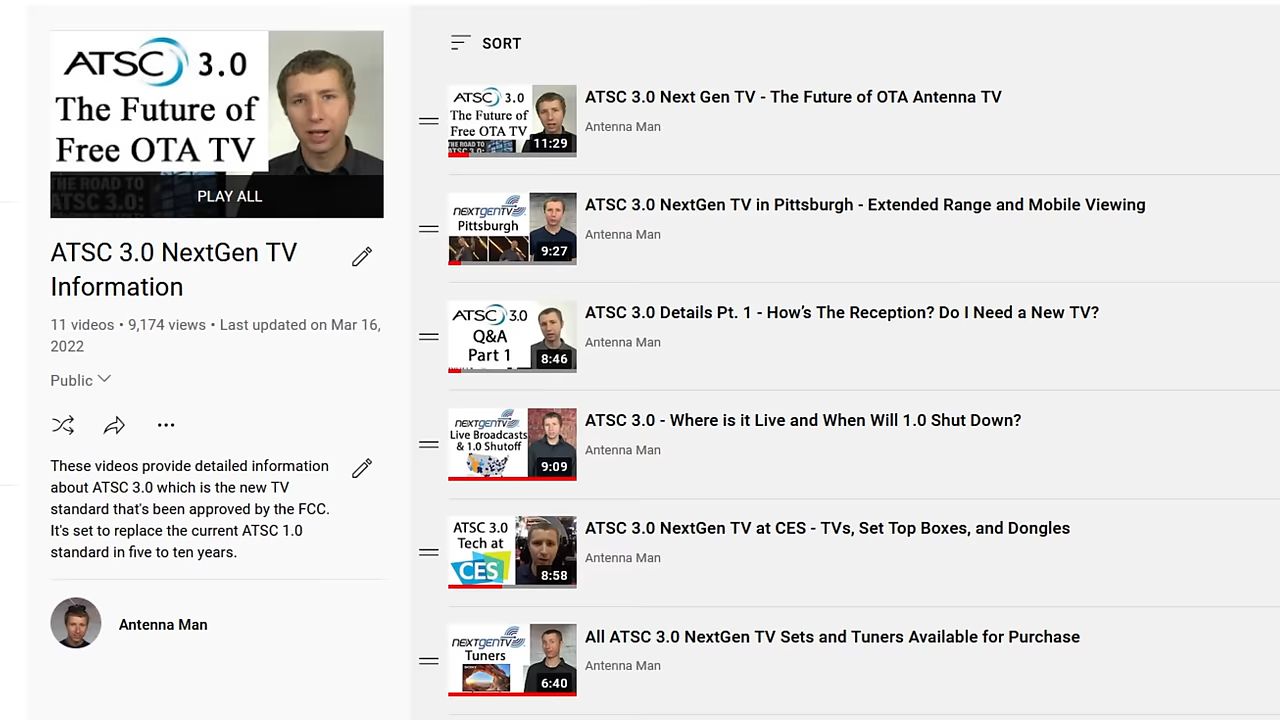 ATSC 3.0
The Future of
Free OTA TV
THE ROAD TO
ATSC 3.0:
PLAY ALL
ATSC 3.0 NextGen TV
Information
11 videos • 9,174 views • Last updated on Mar 16,
2022
Public
These videos provide detailed information
about ATSC 3.0 which is the new TV
standard that's been approved by the FCC.
It's set to replace the current ATSC 1.0
standard in five to ten years.
Antenna Man
SORT
ATSC 3.0
The Future of
Free OTA TV
THE ROAD TO
ATSC 3.0:
11:29
ATSC 3.0 Next Gen TV - The Future of OTA Antenna TV
Antenna Man
NEXTGENTV
Pittsburgh
9:27
ATSC 3.0 NextGen TV in Pittsburgh - Extended Range and Mobile Viewing
Antenna Man
ATSC 3.0
Q&A
Part 1
8:46
ATSC 3.0 Details Pt. 1 - How’s The Reception? Do I Need a New TV?
Antenna Man
NEXTGENTV
Live Broadcasts
& 1.0 Shutoff
9:09
ATSC 3.0 - Where is it Live and When Will 1.0 Shut Down?
Antenna Man
ATSC 3.0
Tech at
CES
8:58
ATSC 3.0 NextGen TV at CES - TVs, Set Top Boxes, and Dongles
Antenna Man
NEXTGENTV
Tuners
6:40
All ATSC 3.0 NextGen TV Sets and Tuners Available for Purchase
Antenna Man